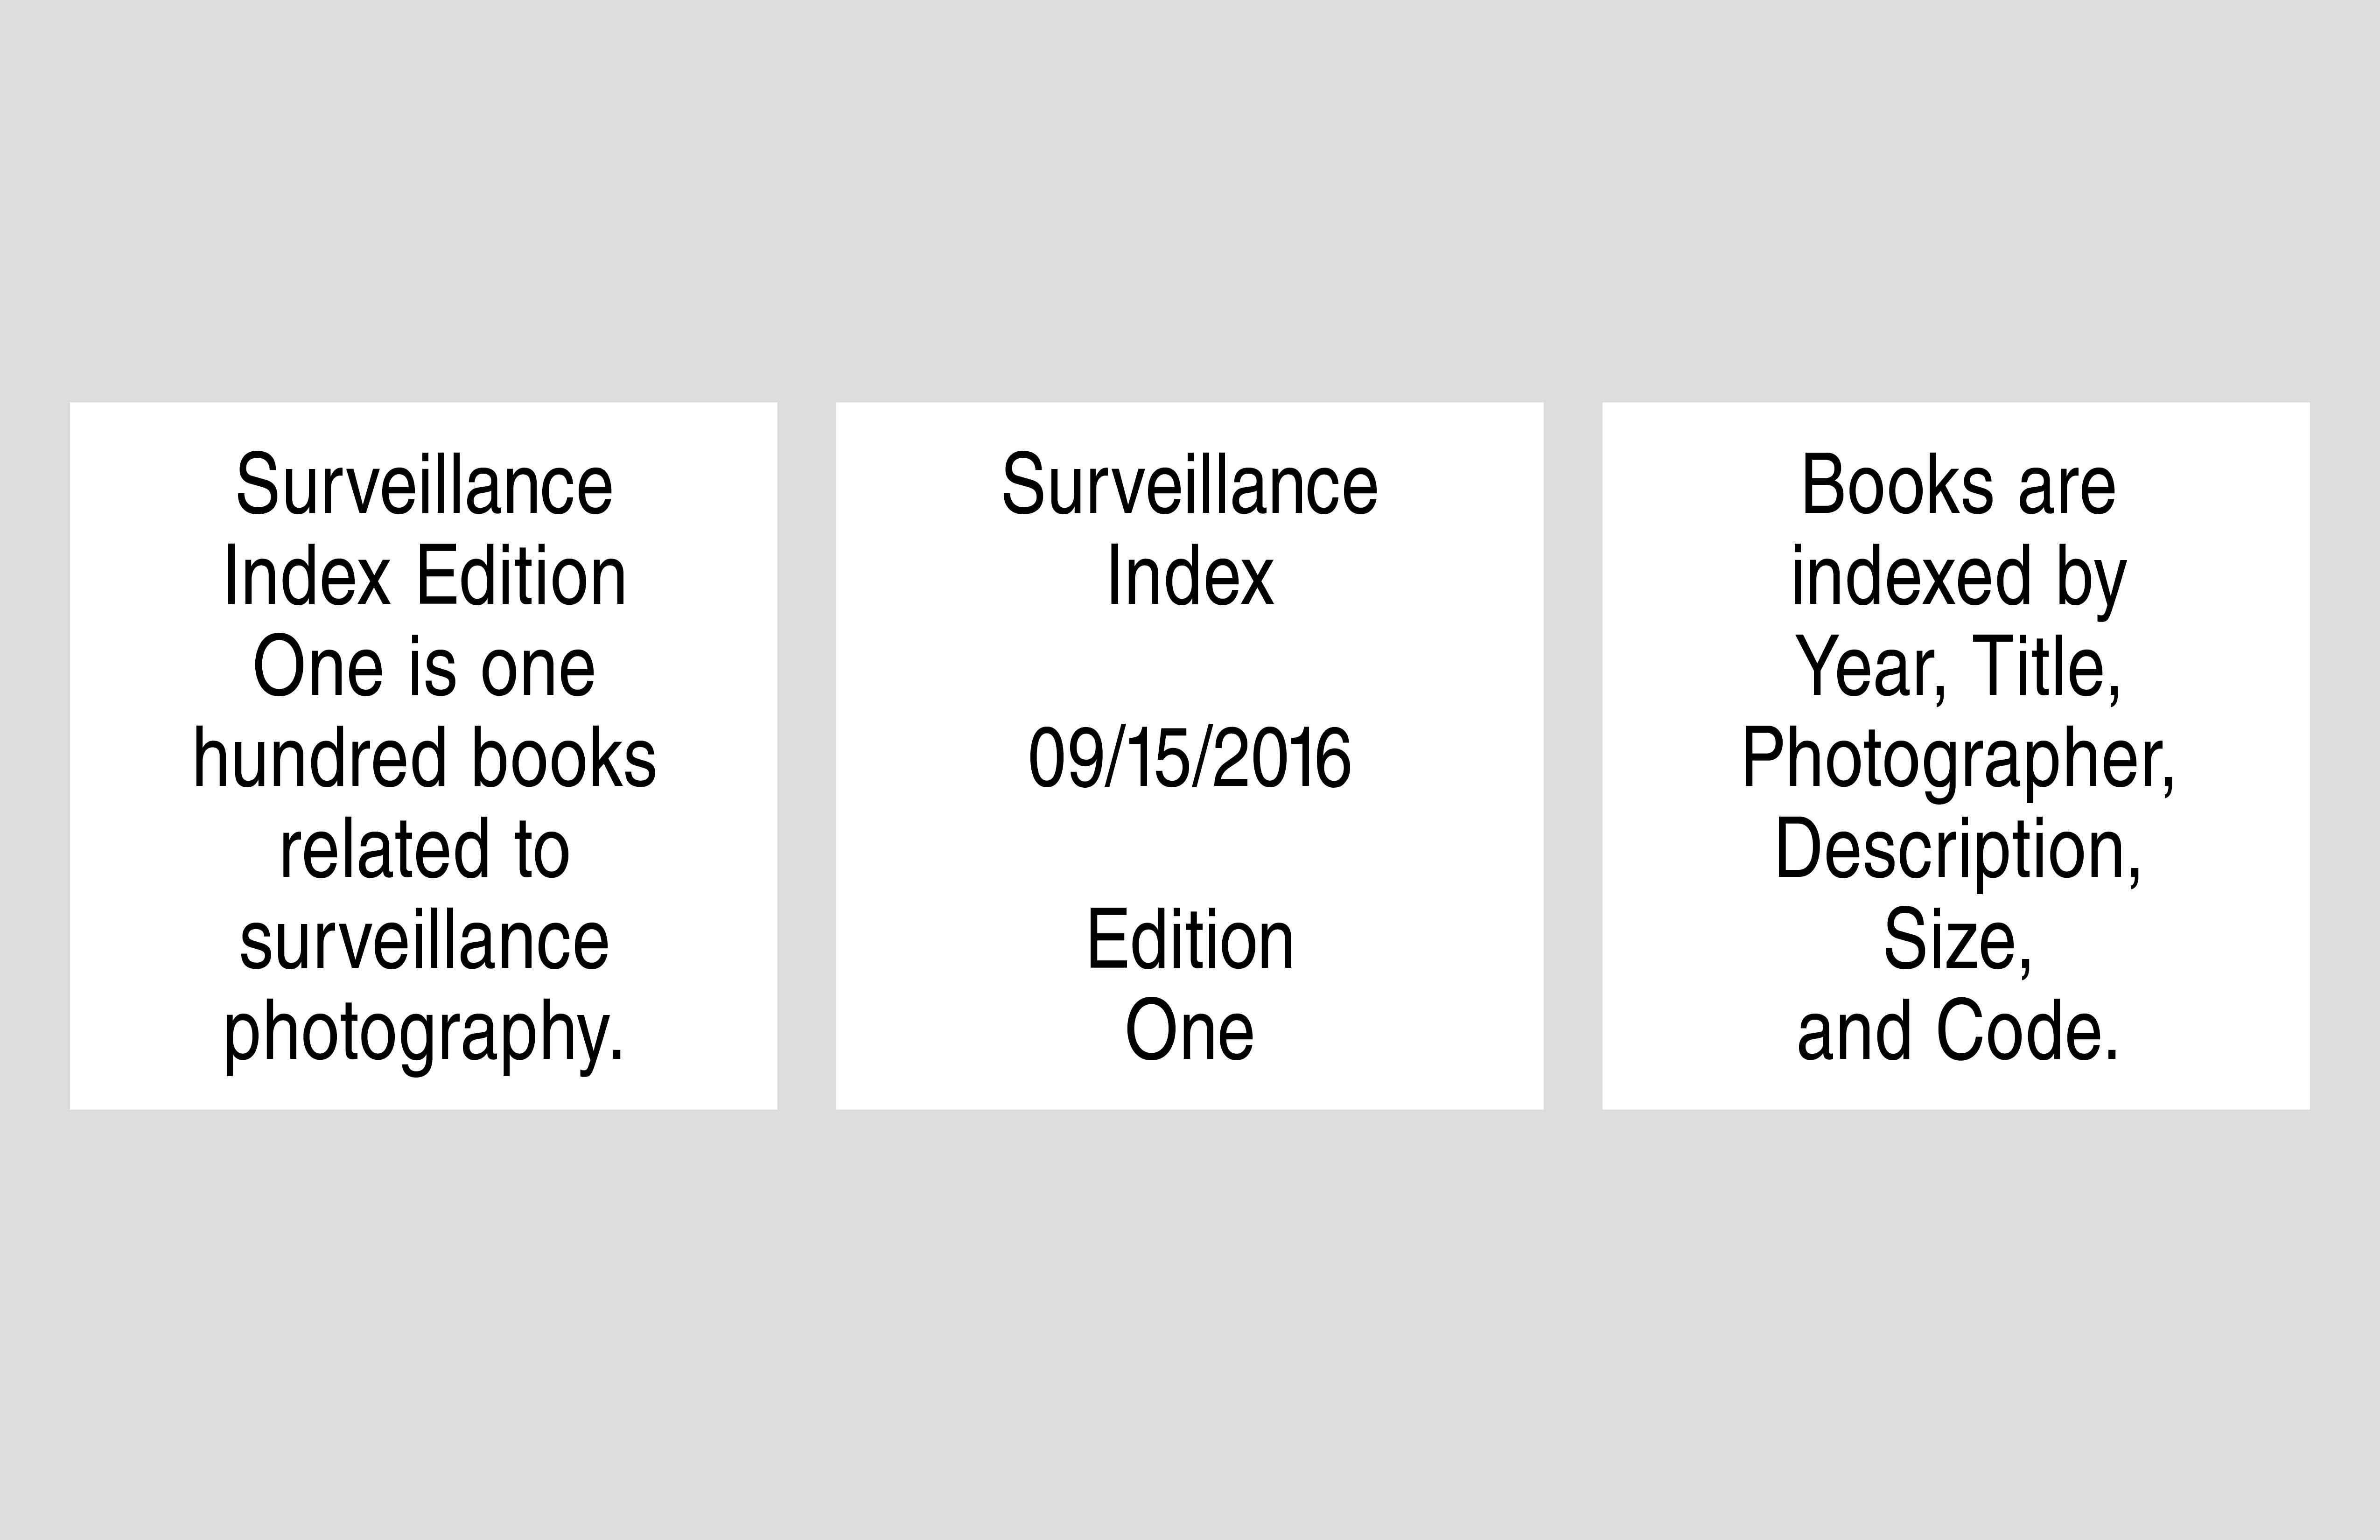 Surveillance
Index Edition
One is one
hundred books
related to
surveillance
photography.
Surveillance
Index
09/15/2016
Edition
One
Books are
indexed by
Year, Title,
Photographer,
Description,
Size,
and Code.